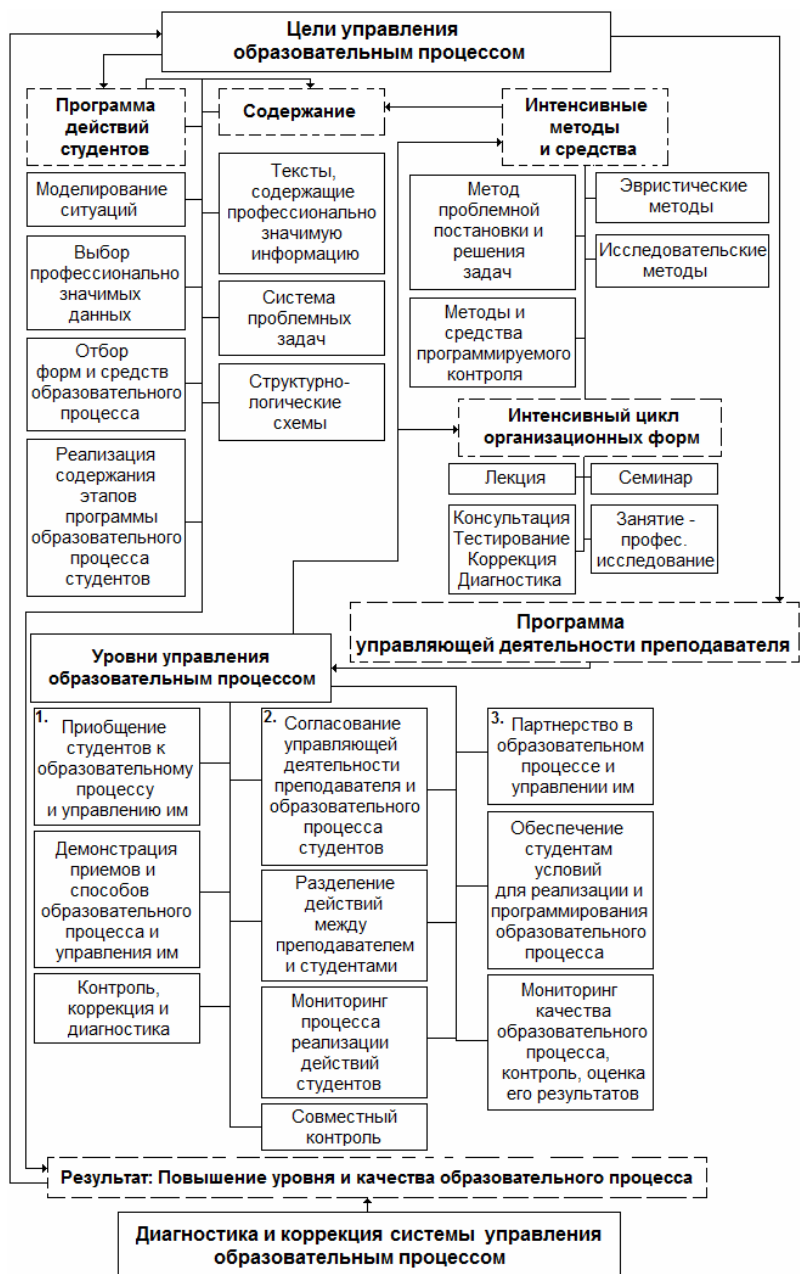 Цели управления
образовательным процессом
Программа
действий
студентов
Содержание
Интенсивные
методы
и средства
Моделирование
ситуаций
Выбор
профессионально
значимых
данных
Отбор
форм и средств
образовательного
процесса
Реализация
содержания
этапов
программы
образовательного
процесса
студентов
Тексты,
содержащие
профессионально
значимую
информацию
Система
проблемных
задач
Структурно-
логические
схемы
Метод
проблемной
постановки и
решения
задач
Методы и
средства
программируемого
контроля
Эвристические
методы
Исследовательские
методы
Интенсивный цикл
организационных форм
Лекция
Семинар
Консультация
Тестирование
Коррекция
Диагностика
Занятие -
профес.
исследование
Программа
управляющей деятельности преподавателя
Уровни управления
образовательным процессом
1. Приобщение
студентов к
образовательному
процессу
и управлению им
Демонстрация
приемов и
способов
образовательного
процесса и
управления им
Контроль,
коррекция и
диагностика
2. Согласование
управляющей
деятельности
преподавателя и
образовательного
процесса
студентов
Разделение
действий
между
преподавателем
и студентами
Мониторинг
процесса
реализации
действий
студентов
Совместный
контроль
3. Партнерство в
образовательном
процессе и
управлении им
Обеспечение
студентам
условий
для реализации и
программирования
образовательного
процесса
Мониторинг
качества
образовательного
процесса,
контроль, оценка
его результатов
Результат: Повышение уровня и качества образовательного процесса
Диагностика и коррекция системы управления
образовательным процессом